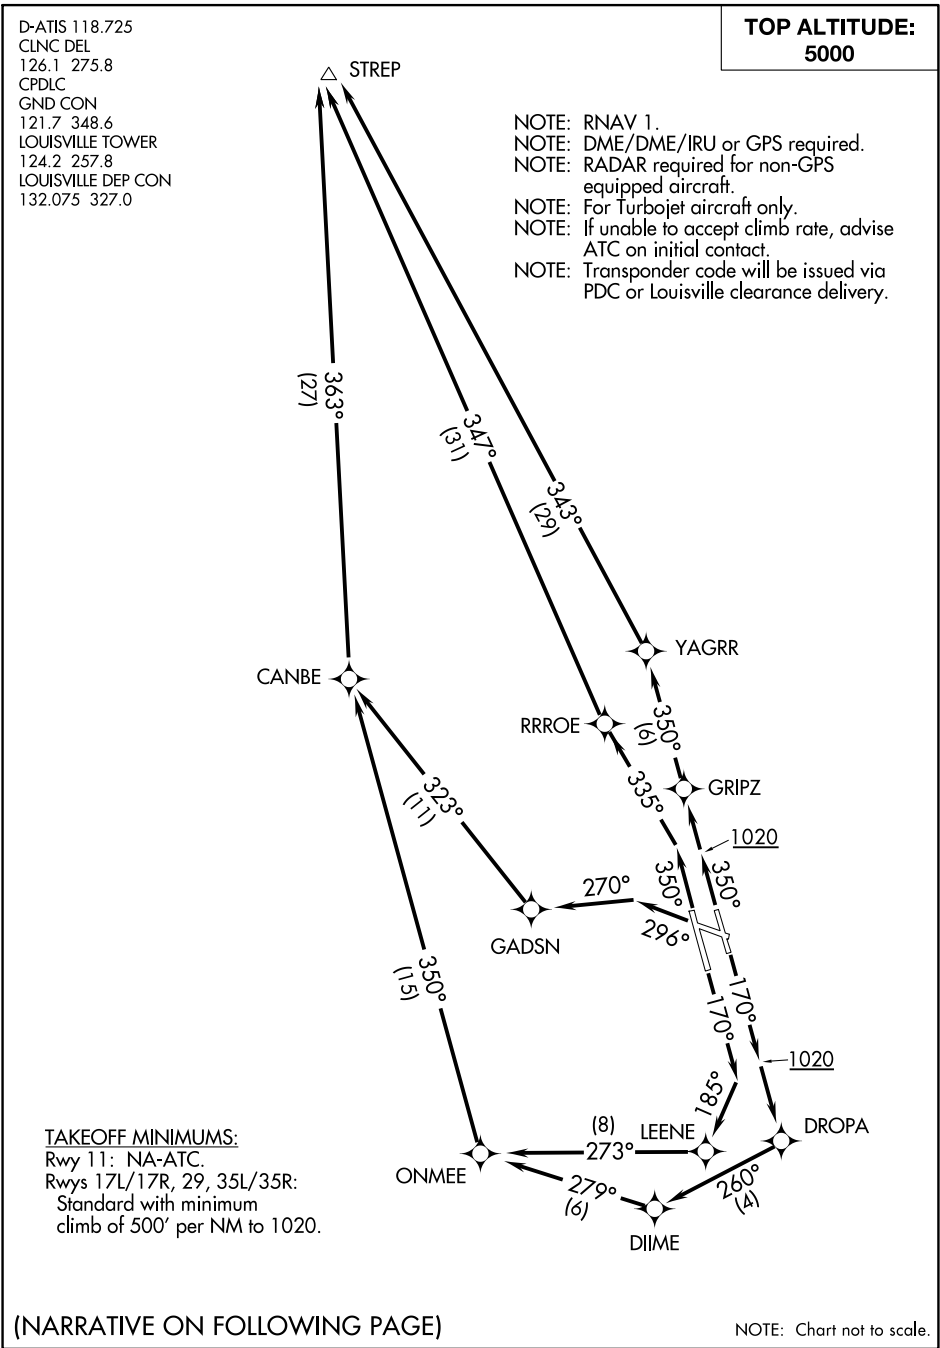 D-ATIS 118.725
CLNC DEL
126.1 275.8
CPDLC
GND CON
121.7 348.6
LOUISVILLE TOWER
124.2 257.8
LOUISVILLE DEP CON
132.075 327.0
TOP ALTITUDE:
5000
STREP
NOTE: RNAV 1.
NOTE: DME/DME/IRU or GPS required.
NOTE: RADAR required for non-GPS
equipped aircraft.
NOTE: For Turbojet aircraft only.
NOTE: If unable to accept climb rate, advise
ATC on initial contact.
NOTE: Transponder code will be issued via
PDC or Louisville clearance delivery.
363°
(27)
347°
(31)
343°
(29)
YAGRR
CANBE
RRROE
350°
(6)
GRIPZ
335°
323°
(11)
1020
350°
350°
270°
296°
GADSN
350°
(15)
170°
170°
1020
185°
DROPA
LEENE
(8)
273°
ONMEE
279°
(6)
260°
(4)
DIIME
TAKEOFF MINIMUMS:
Rwy 11: NA-ATC.
Rwys 17L/17R, 29, 35L/35R:
Standard with minimum
climb of 500' per NM to 1020.
(NARRATIVE ON FOLLOWING PAGE)
NOTE: Chart not to scale.